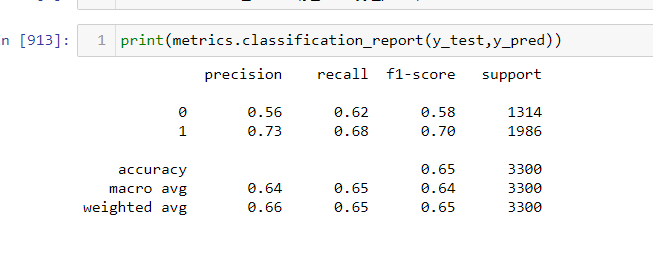 n [913]:
1 print(metrics.classification_report(y_test,y_pred))
precision recall f1-score support
0 0.56 0.62 0.58 1314
1 0.73 0.68 0.70 1986
accuracy 0.65 3300
macro avg 0.64 0.65 0.64 3300
weighted avg 0.66 0.65 0.65 3300